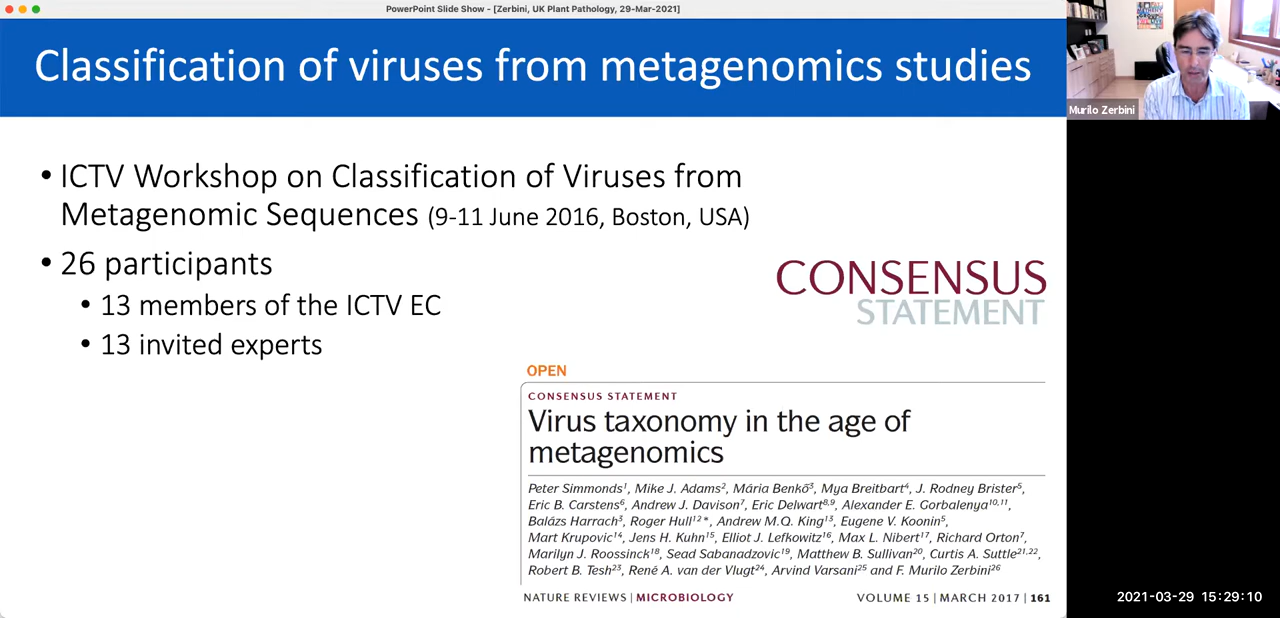 PowerPoint Slide Show - [Zerbini, UK Plant Pathology, 29-Mar-2021]
Classification of viruses from metagenomics studies
Murilo Zerbini
• ICTV Workshop on Classification of Viruses from
Metagenomic Sequences (9-11 June 2016, Boston, USA)
• 26 participants
• 13 members of the ICTV EC
• 13 invited experts
CONSENSUS
STATEMENT
OPEN
CONSENSUS STATEMENT
Virus taxonomy in the age of
metagenomics
Peter Simmonds¹, Mike J. Adams², Mária Benkő³, Mya Breitbart⁴, J. Rodney Brister⁵,
Eric B. Carstens⁶, Andrew J. Davison⁷, Eric Delwart⁸,⁹, Alexander E. Gorbalenya¹⁰,¹¹,
Balázs Harrach³, Roger Hull¹²*, Andrew M.Q. King¹³, Eugene V. Koonin⁵,
Mart Krupovic¹⁴, Jens H. Kuhn¹⁵, Elliot J. Lefkowitz¹⁶, Max L. Nibert¹⁷, Richard Orton⁷,
Marilyn J. Roossinck¹⁸, Sead Sabanadzovic¹⁹, Matthew B. Sullivan²⁰, Curtis A. Suttle²¹,²²,
Robert B. Tesh²³, René A. van der Vlugt²⁴, Arvind Varsani²⁵ and F. Murilo Zerbini²⁶
NATURE REVIEWS | MICROBIOLOGY
VOLUME 15 | MARCH 2017 | 161
2021-03-29 15:29:10